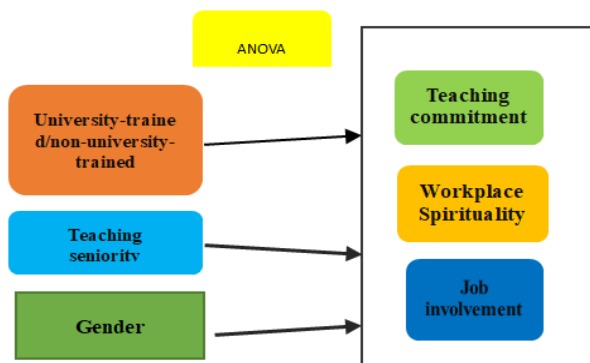 ANOVA
University-traine
d/non-university-
trained
Teaching
seniority
Gender
Teaching
commitment
Workplace
Spirituality
Job
involvement